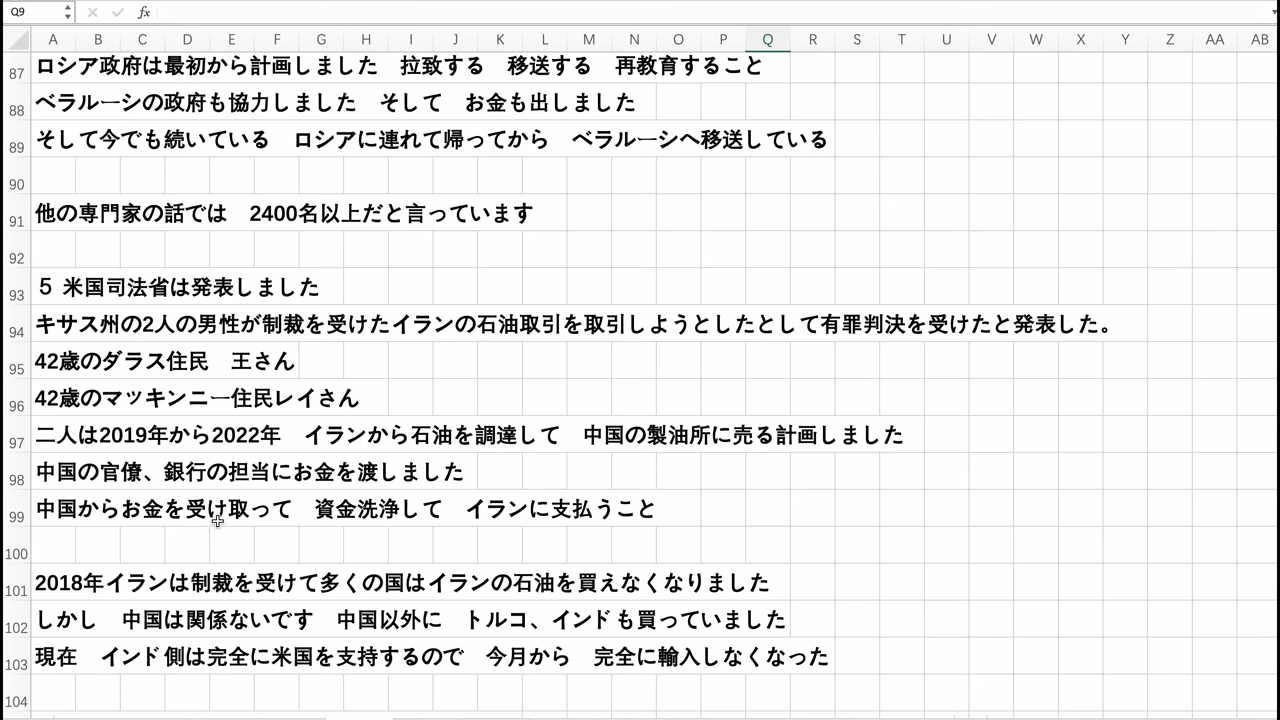 Q9
fx
A B C D E F G H I J K L M N O P Q R S T U V W X Y Z AA AB
87 ロシア政府は最初から計画しました　拉致する　移送する　再教育すること
88 ベラルーシの政府も協力しました　そして　お金も出しました
89 そして今でも続いている　ロシアに連れて帰ってから　ベラルーシへ移送している
90
91 他の専門家の話では　2400名以上だと言っています
92
93 ５ 米国司法省は発表しました
94 キサス州の2人の男性が制裁を受けたイランの石油取引を取引しようとしたとして有罪判決を受けたと発表した。
95 42歳のダラス住民　王さん
96 42歳のマッキンニー住民レイさん
97 二人は2019年から2022年　イランから石油を調達して　中国の製油所に売る計画しました
98 中国の官僚、銀行の担当にお金を渡しました
99 中国からお金を受け取って　資金洗浄して　イランに支払うこと
100
101 2018年イランは制裁を受けて多くの国はイランの石油を買えなくなりました
102 しかし　中国は関係ないです　中国以外に　トルコ、インドも買っていました
103 現在　インド側は完全に米国を支持するので　今月から　完全に輸入しなくなった
104